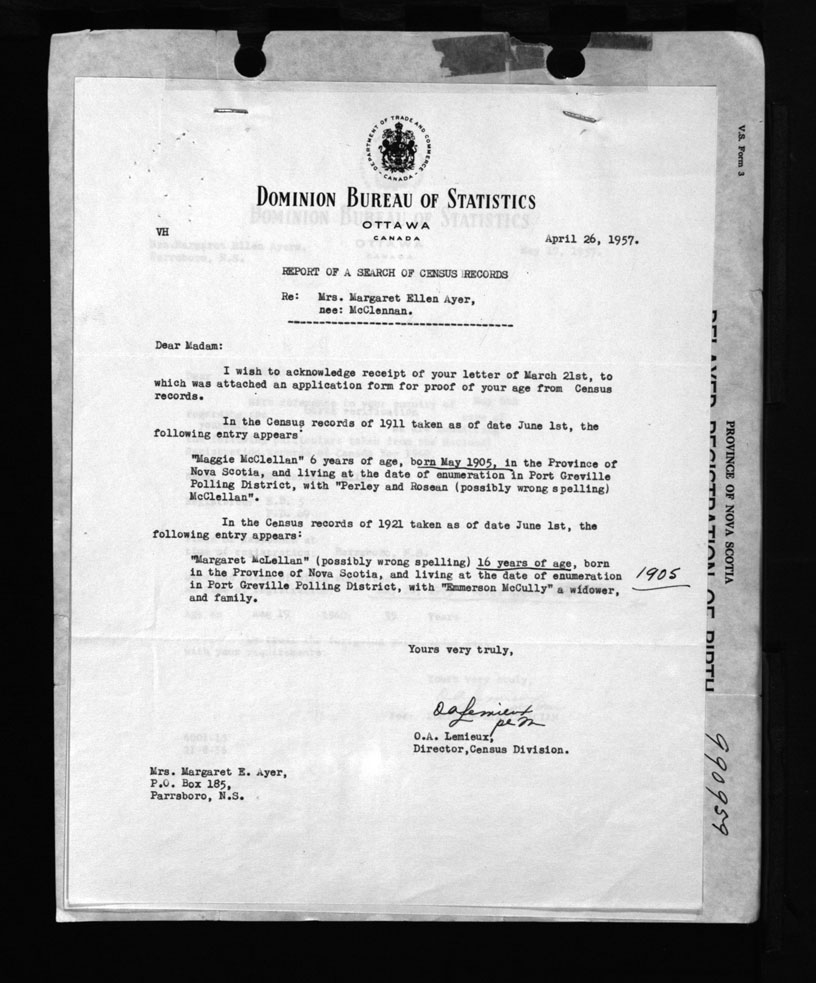 DEPARTMENT OF TRADE AND COMMERCE
CANADA
DOMINION BUREAU OF STATISTICS
OTTAWA
CANADA
VH
April 26, 1957.
REPORT OF A SEARCH OF CENSUS RECORDS
Re: Mrs. Margaret Ellen Ayer,
nee: McClennan.
Dear Madam:
I wish to acknowledge receipt of your letter of March 21st, to
which was attached an application form for proof of your age from Census
records.
In the Census records of 1911 taken as of date June 1st, the
following entry appears:
"Maggie McClellan" 6 years of age, born May 1905, in the Province of
Nova Scotia, and living at the date of enumeration in Port Greville
Polling District, with "Perley and Rosean (possibly wrong spelling)
McClellan".
In the Census records of 1921 taken as of date June 1st, the
following entry appears:
"Margaret McLellan" (possibly wrong spelling) 16 years of age, born
in the Province of Nova Scotia, and living at the date of enumeration
in Port Greville Polling District, with "Emmerson McCully" a widower,
and family.
1905
Yours very truly,
O A Lemieux
per
O.A. Lemieux,
Director,Census Division.
Mrs. Margaret E. Ayer,
P.O. Box 185,
Parrsboro, N.S.
V.S. Form 3
PROVINCE OF NOVA SCOTIA
DELAYED REGISTRATION OF BIRTH
990959